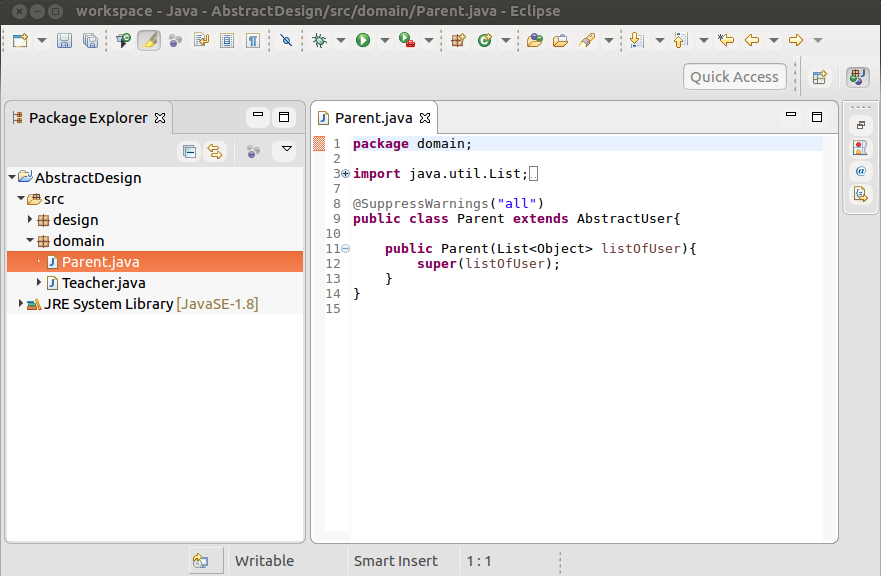 workspace - Java - AbstractDesign/src/domain/Parent.java - Eclipse
Quick Access
Package Explorer
AbstractDesign
src
design
domain
Parent.java
Teacher.java
JRE System Library [JavaSE-1.8]
Parent.java
1 package domain;
2
3 import java.util.List;
7
8 @SuppressWarnings("all")
9 public class Parent extends AbstractUser{
10
11 public Parent(List<Object> listOfUser){
12 super(listOfUser);
13 }
14 }
15
Writable
Smart Insert
1 : 1